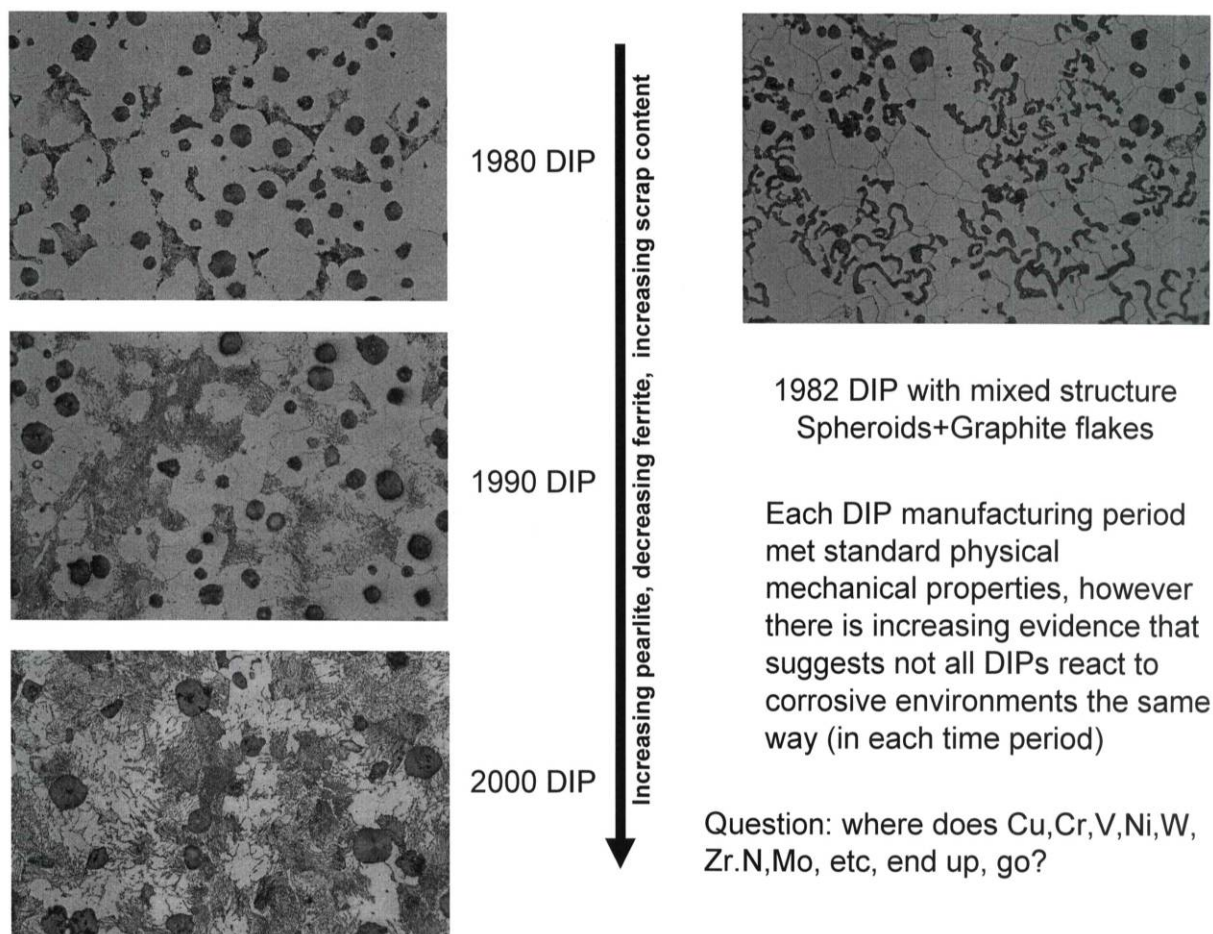 1980 DIP
1990 DIP
2000 DIP
Increasing pearlite, decreasing ferrite, increasing scrap content
1982 DIP with mixed structure
Spheroids+Graphite flakes
Each DIP manufacturing period
met standard physical
mechanical properties, however
there is increasing evidence that
suggests not all DIPs react to
corrosive environments the same
way (in each time period)
Question: where does Cu,Cr,V,Ni,W,
Zr.N,Mo, etc, end up, go?